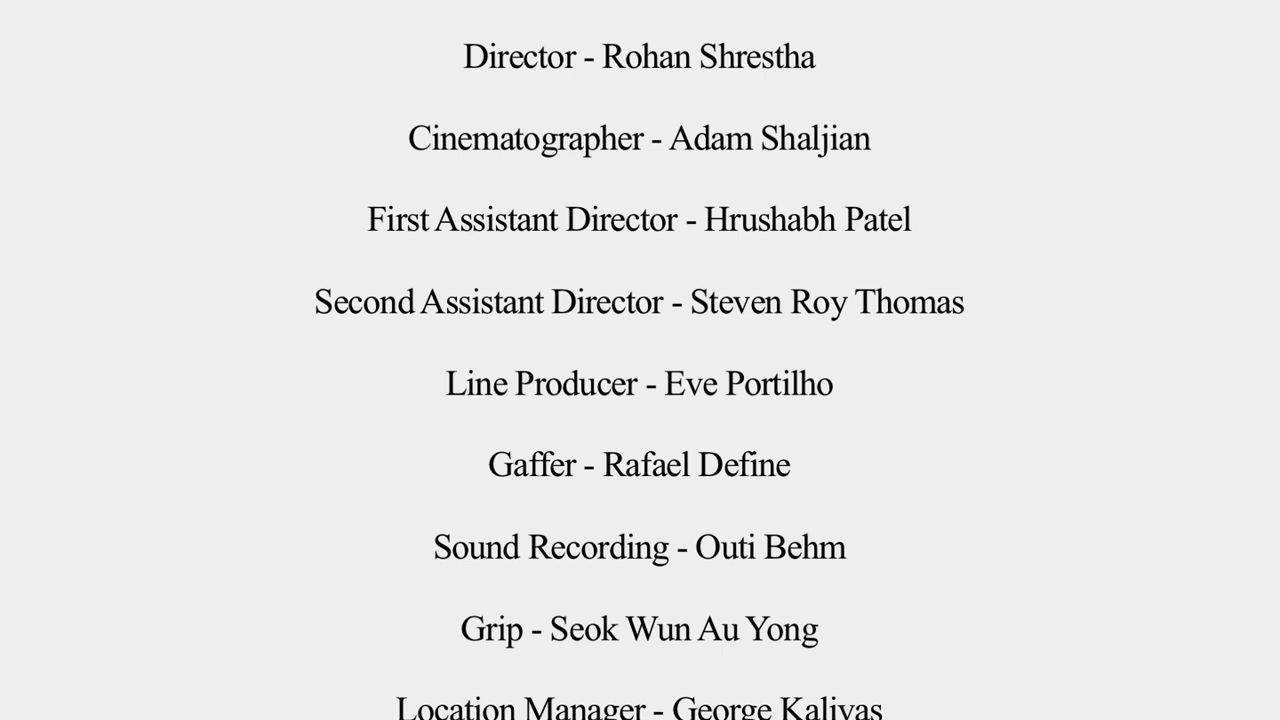 Director - Rohan Shrestha
Cinematographer - Adam Shaljian
First Assistant Director - Hrushabh Patel
Second Assistant Director - Steven Roy Thomas
Line Producer - Eve Portilho
Gaffer - Rafael Define
Sound Recording - Outi Behm
Grip - Seok Wun Au Yong
Location Manager - George Kalivas